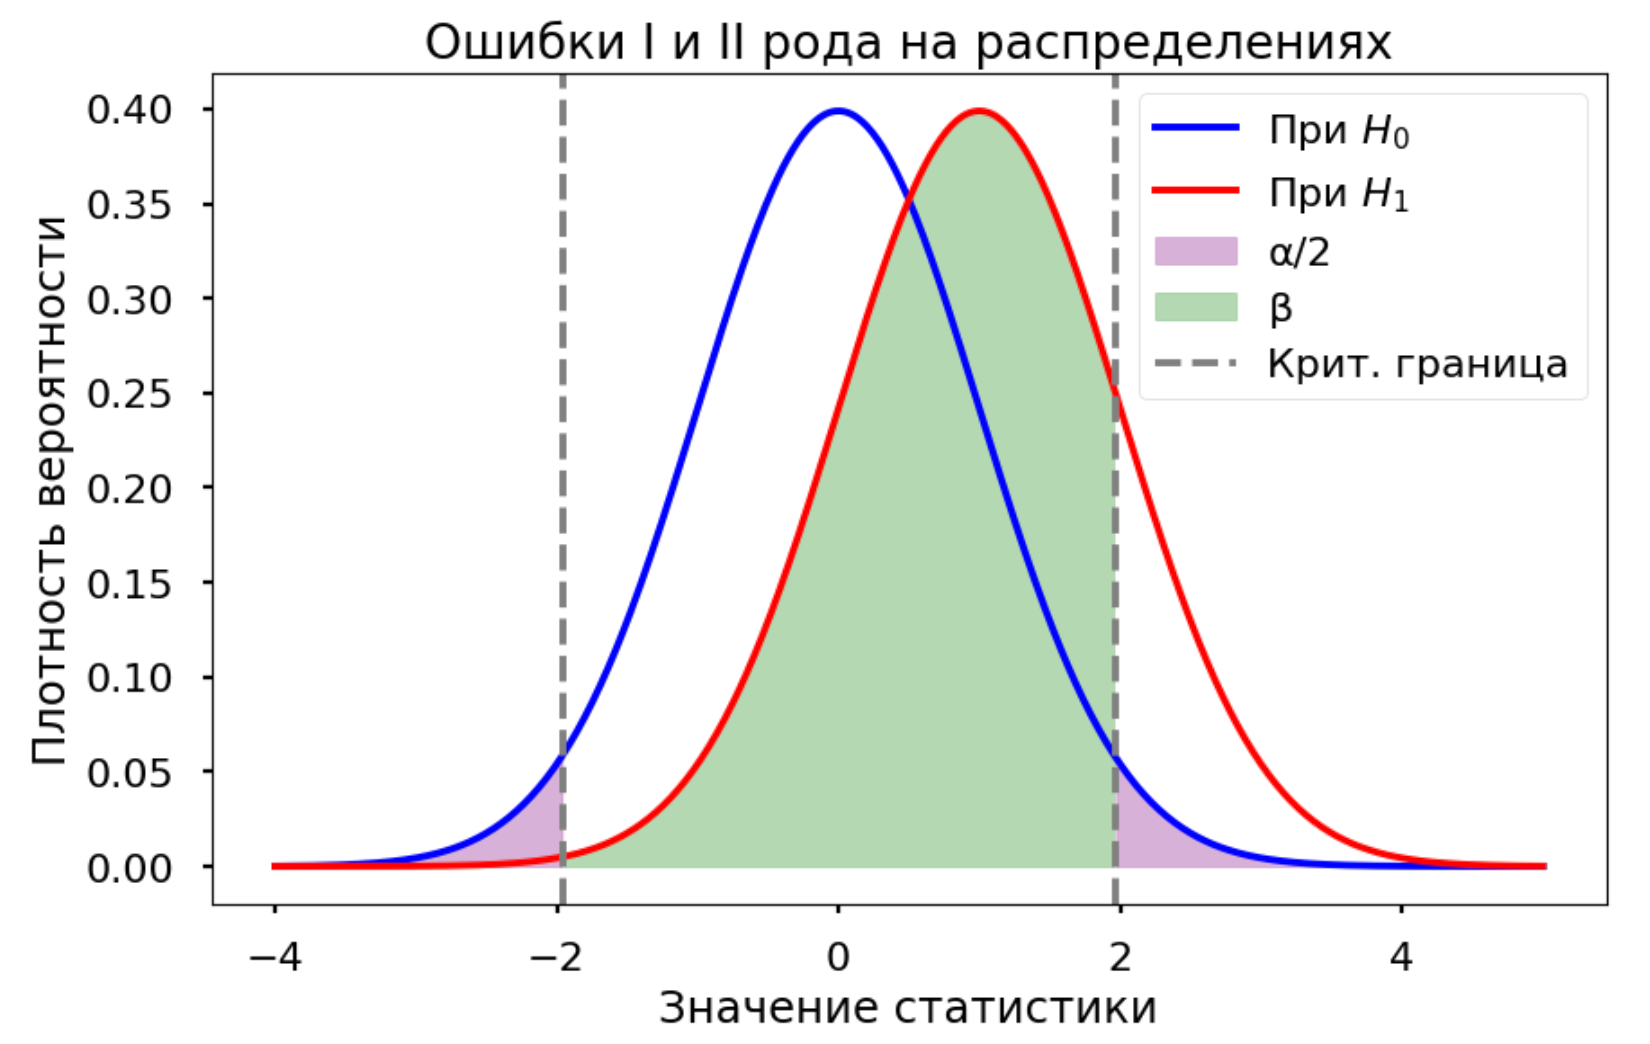 Ошибки I и II рода на распределениях
Плотность вероятности
0.40
0.35
0.30
0.25
0.20
0.15
0.10
0.05
0.00
При H₀
При H₁
α/2
β
Крит. граница
−4
−2
0
2
4
Значение статистики